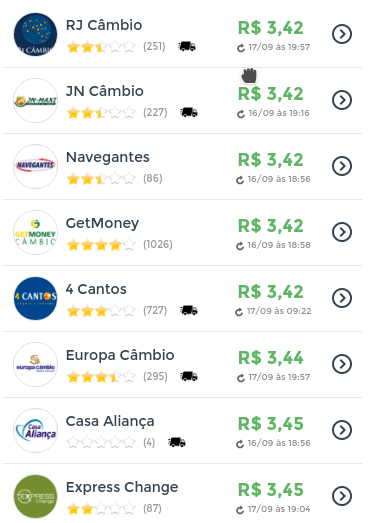 RJ Câmbio
R$ 3,42
(251)
17/09 às 19:57
JN Câmbio
R$ 3,42
JN-MAXI
(227)
16/09 às 19:16
Navegantes
R$ 3,42
NAVEGANTES
(86)
16/09 às 18:56
GetMoney
R$ 3,42
GETMONEY
CÂMBIO
(1026)
16/09 às 18:58
4 Cantos
R$ 3,42
4 CANTOS
(727)
17/09 às 09:22
Europa Câmbio
R$ 3,44
europa câmbio
(295)
17/09 às 19:57
Casa Aliança
R$ 3,45
Casa
Aliança
(4)
16/09 às 18:56
Express Change
R$ 3,45
EXPRESS
Change
(87)
17/09 às 19:04